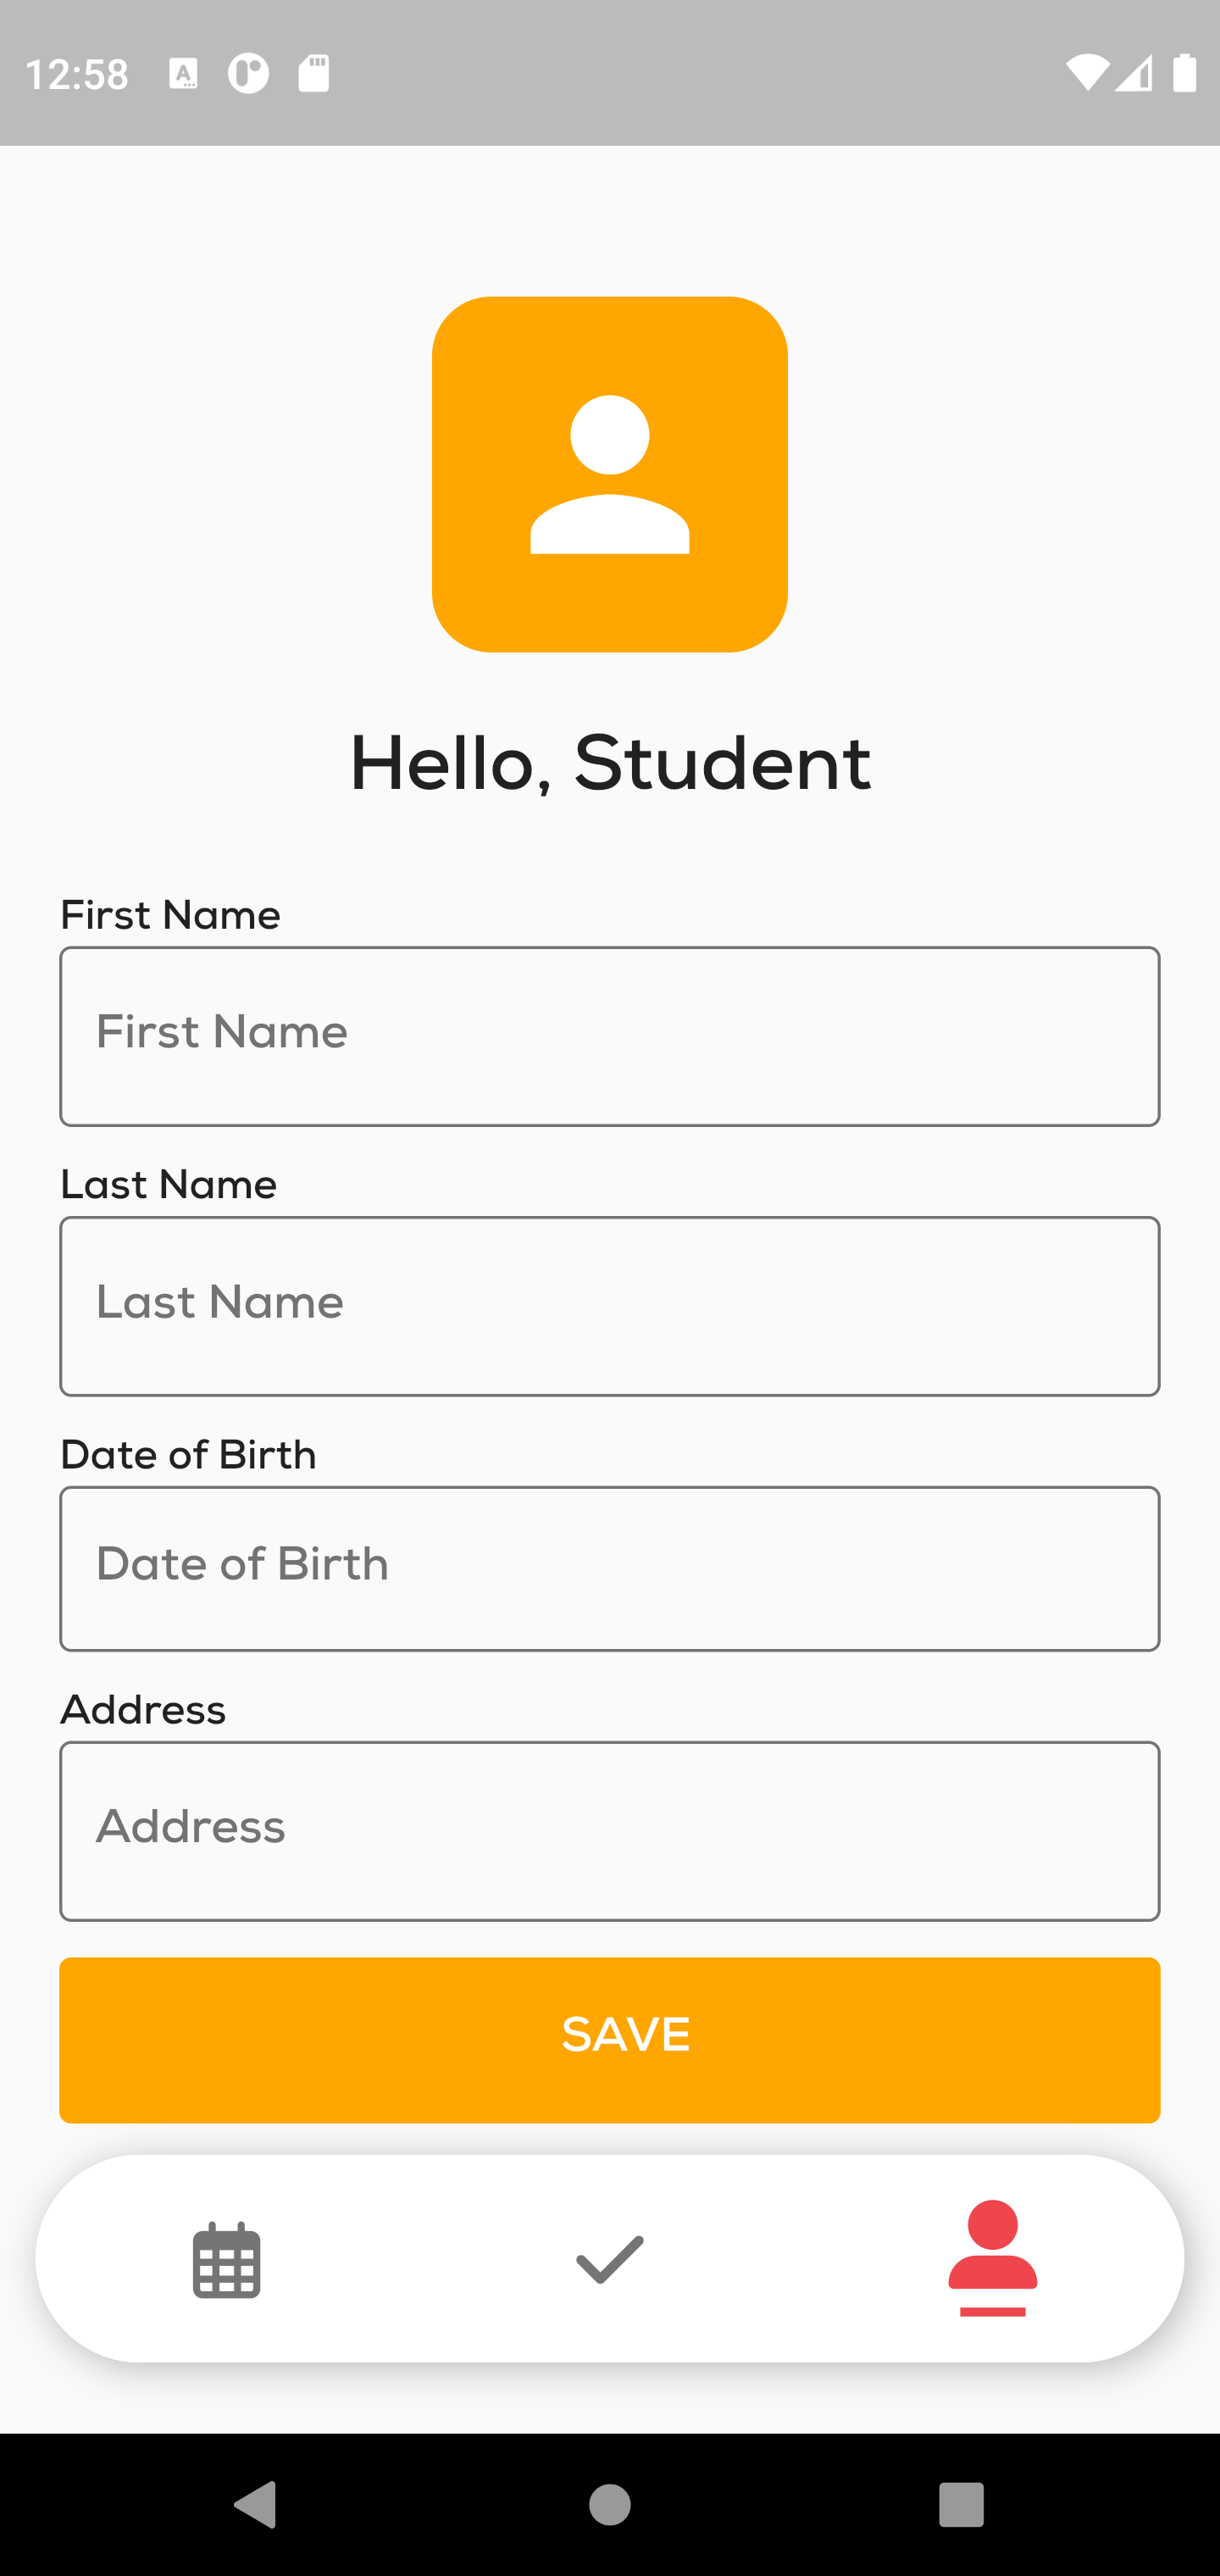 12:58
Hello, Student
First Name
First Name
Last Name
Last Name
Date of Birth
Date of Birth
Address
Address
SAVE